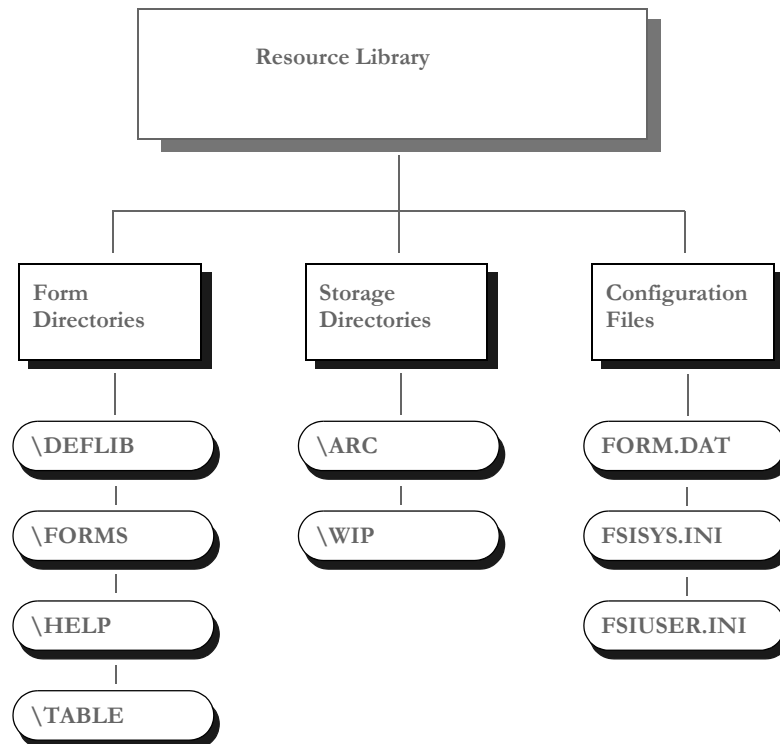 Resource Library
Form
Directories
Storage
Directories
Configuration
Files
\DEFLIB
\ARC
FORM.DAT
\FORMS
\WIP
FSISYS.INI
\HELP
FSIUSER.INI
\TABLE